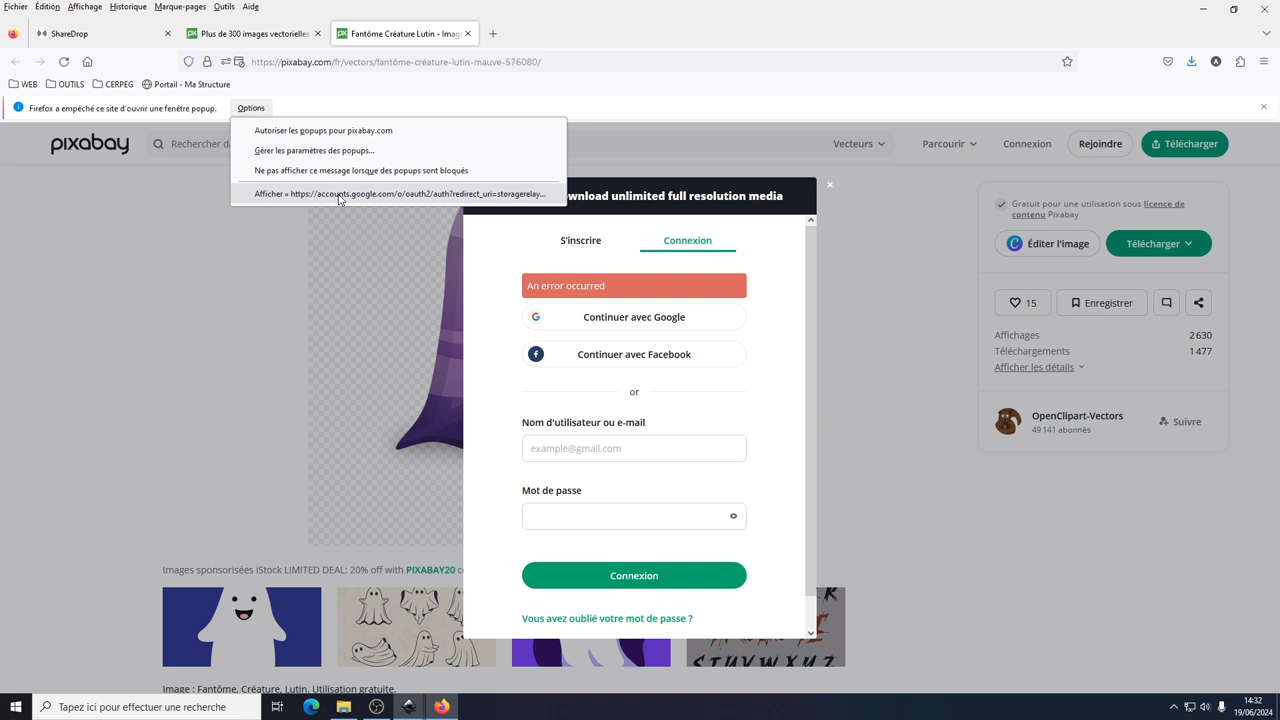 Fichier Édition Affichage Historique Marque-pages Outils Aide
ShareDrop
Plus de 300 images vectorielles
Fantôme Créature Lutin - Imag
https://pixabay.com/fr/vectors/fantôme-créature-lutin-mauve-576080/
WEB OUTILS CERPEG Portail - Ma Structure
Firefox a empêché ce site d'ouvrir une fenêtre popup. Options
Autoriser les popups pour pixabay.com
Gérer les paramètres des popups...
Ne pas afficher ce message lorsque des popups sont bloqués
Afficher « https://accounts.google.com/o/oauth2/auth?redirect_uri=storagerelay...
pixabay
Rechercher d
Vecteurs
Parcourir
Connexion
Rejoindre
Télécharger
wnload unlimited full resolution media
S'inscrire
Connexion
An error occurred
Continuer avec Google
Continuer avec Facebook
or
Nom d'utilisateur ou e-mail
example@gmail.com
Mot de passe
Connexion
Vous avez oublié votre mot de passe ?
Gratuit pour une utilisation sous licence de
contenu Pixabay
Éditer l'image
Télécharger
15
Enregistrer
Affichages 2 630
Téléchargements 1 477
Afficher les détails
OpenClipart-Vectors
49 141 abonnés
Suivre
Images sponsorisées iStock LIMITED DEAL: 20% off with PIXABAY20 c
STUVWXYZ
Image : Fantôme, Créature, Lutin. Utilisation gratuite.
Tapez ici pour effectuer une recherche
14:32
19/06/2024